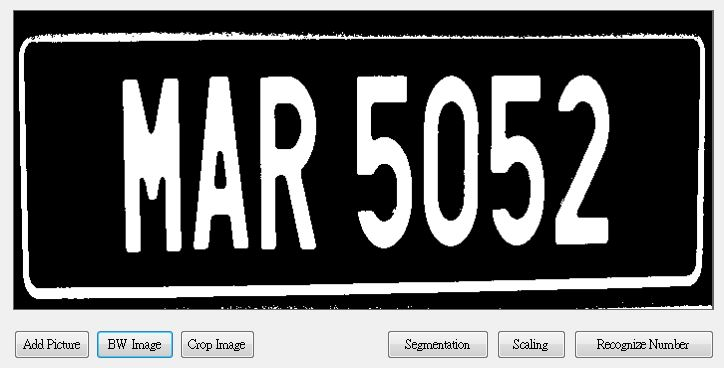 MAR 5052
Add Picture BW Image Crop Image Segmentation Scaling Recognize Number